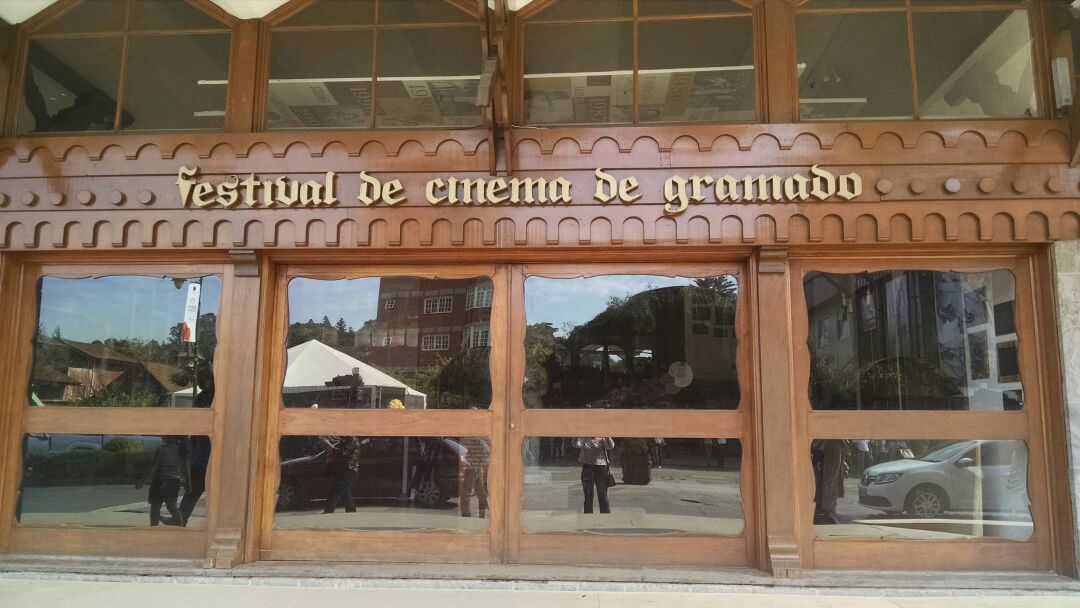 festival de cinema de gramado